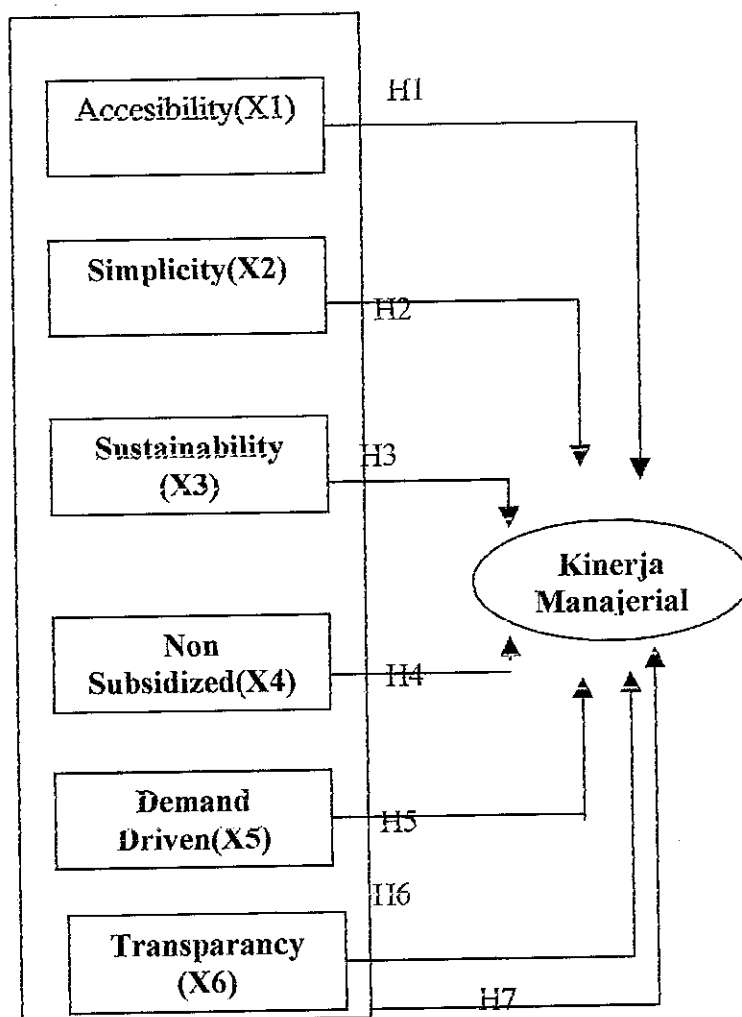 Accesibility(X1)
H1
Simplicity(X2)
H2
Sustainability
(X3)
H3
Kinerja
Manajerial
Non
Subsidized(X4)
H4
Demand
Driven(X5)
H5
H6
Transparancy
(X6)
H7